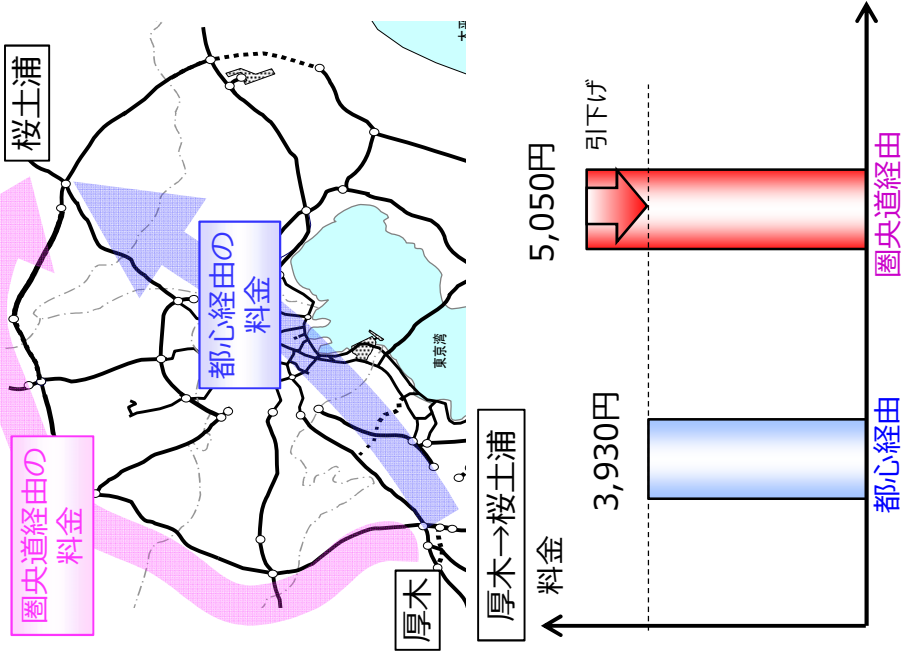 圏央道経由の
料金
桜土浦
都心経由の
料金
東京湾
厚木
厚木→桜土浦
料金
3,930円
5,050円
引下げ
都心経由
圏央道経由